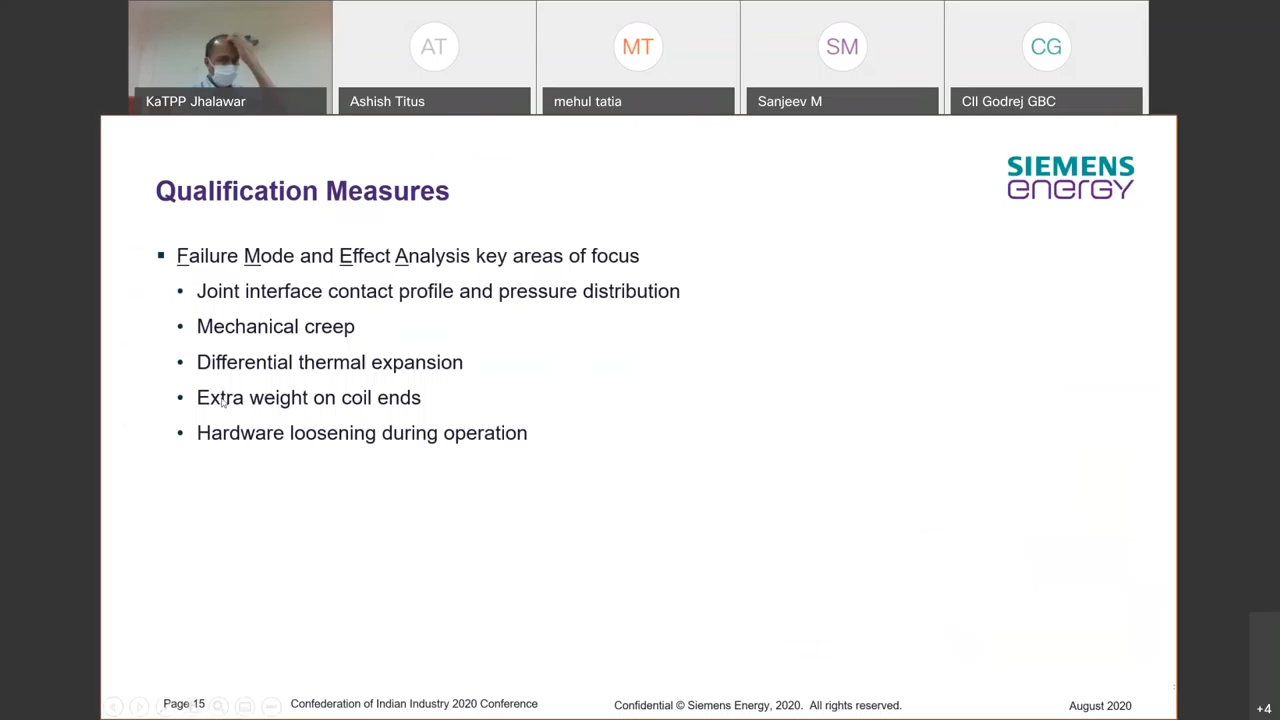 AT
MT
SM
CG
KaTPP Jhalawar
Ashish Titus
mehul tatia
Sanjeev M
CII Godrej GBC
SIEMENS
energy
Qualification Measures
▪ Failure Mode and Effect Analysis key areas of focus
• Joint interface contact profile and pressure distribution
• Mechanical creep
• Differential thermal expansion
• Extra weight on coil ends
• Hardware loosening during operation
Page 15
Confederation of Indian Industry 2020 Conference
Confidential © Siemens Energy, 2020. All rights reserved.
August 2020
+4